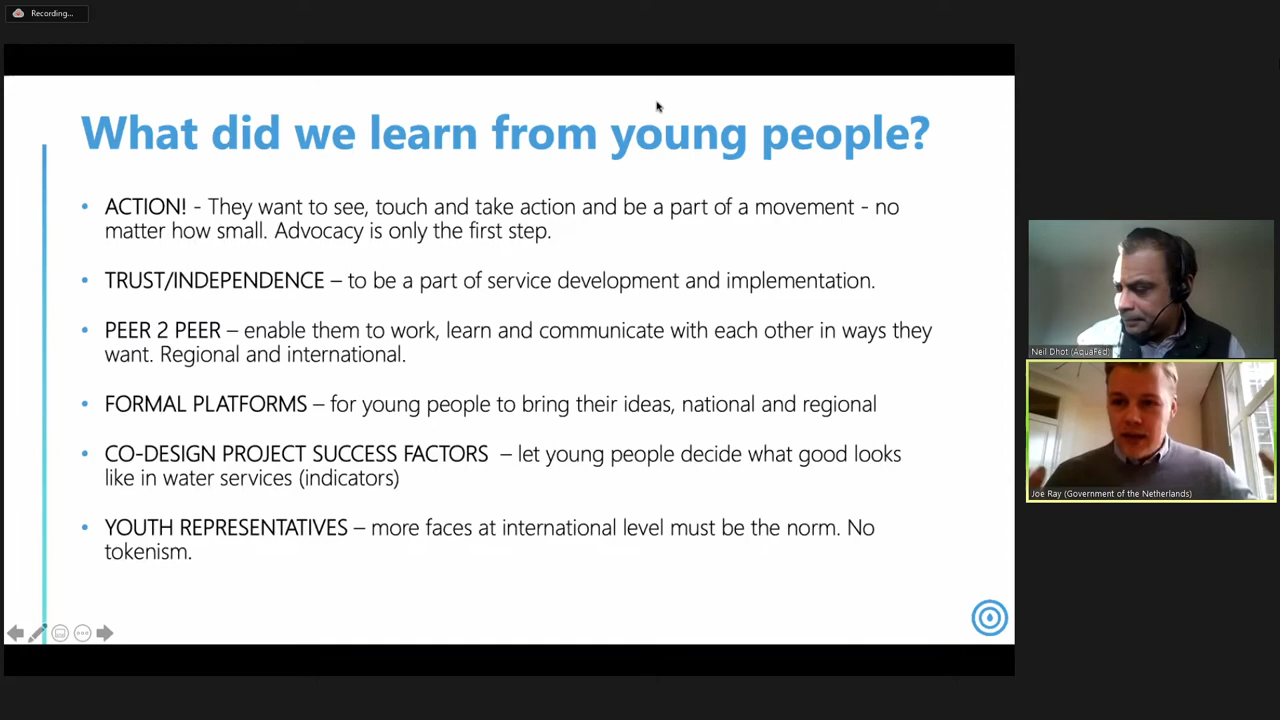 Recording...
What did we learn from young people?
• ACTION! - They want to see, touch and take action and be a part of a movement - no
matter how small. Advocacy is only the first step.
• TRUST/INDEPENDENCE – to be a part of service development and implementation.
• PEER 2 PEER – enable them to work, learn and communicate with each other in ways they
want. Regional and international.
• FORMAL PLATFORMS – for young people to bring their ideas, national and regional
• CO-DESIGN PROJECT SUCCESS FACTORS – let young people decide what good looks
like in water services (indicators)
• YOUTH REPRESENTATIVES – more faces at international level must be the norm. No
tokenism.
Neil Dhot (AquaFed)
Joe Ray (Government of the Netherlands)